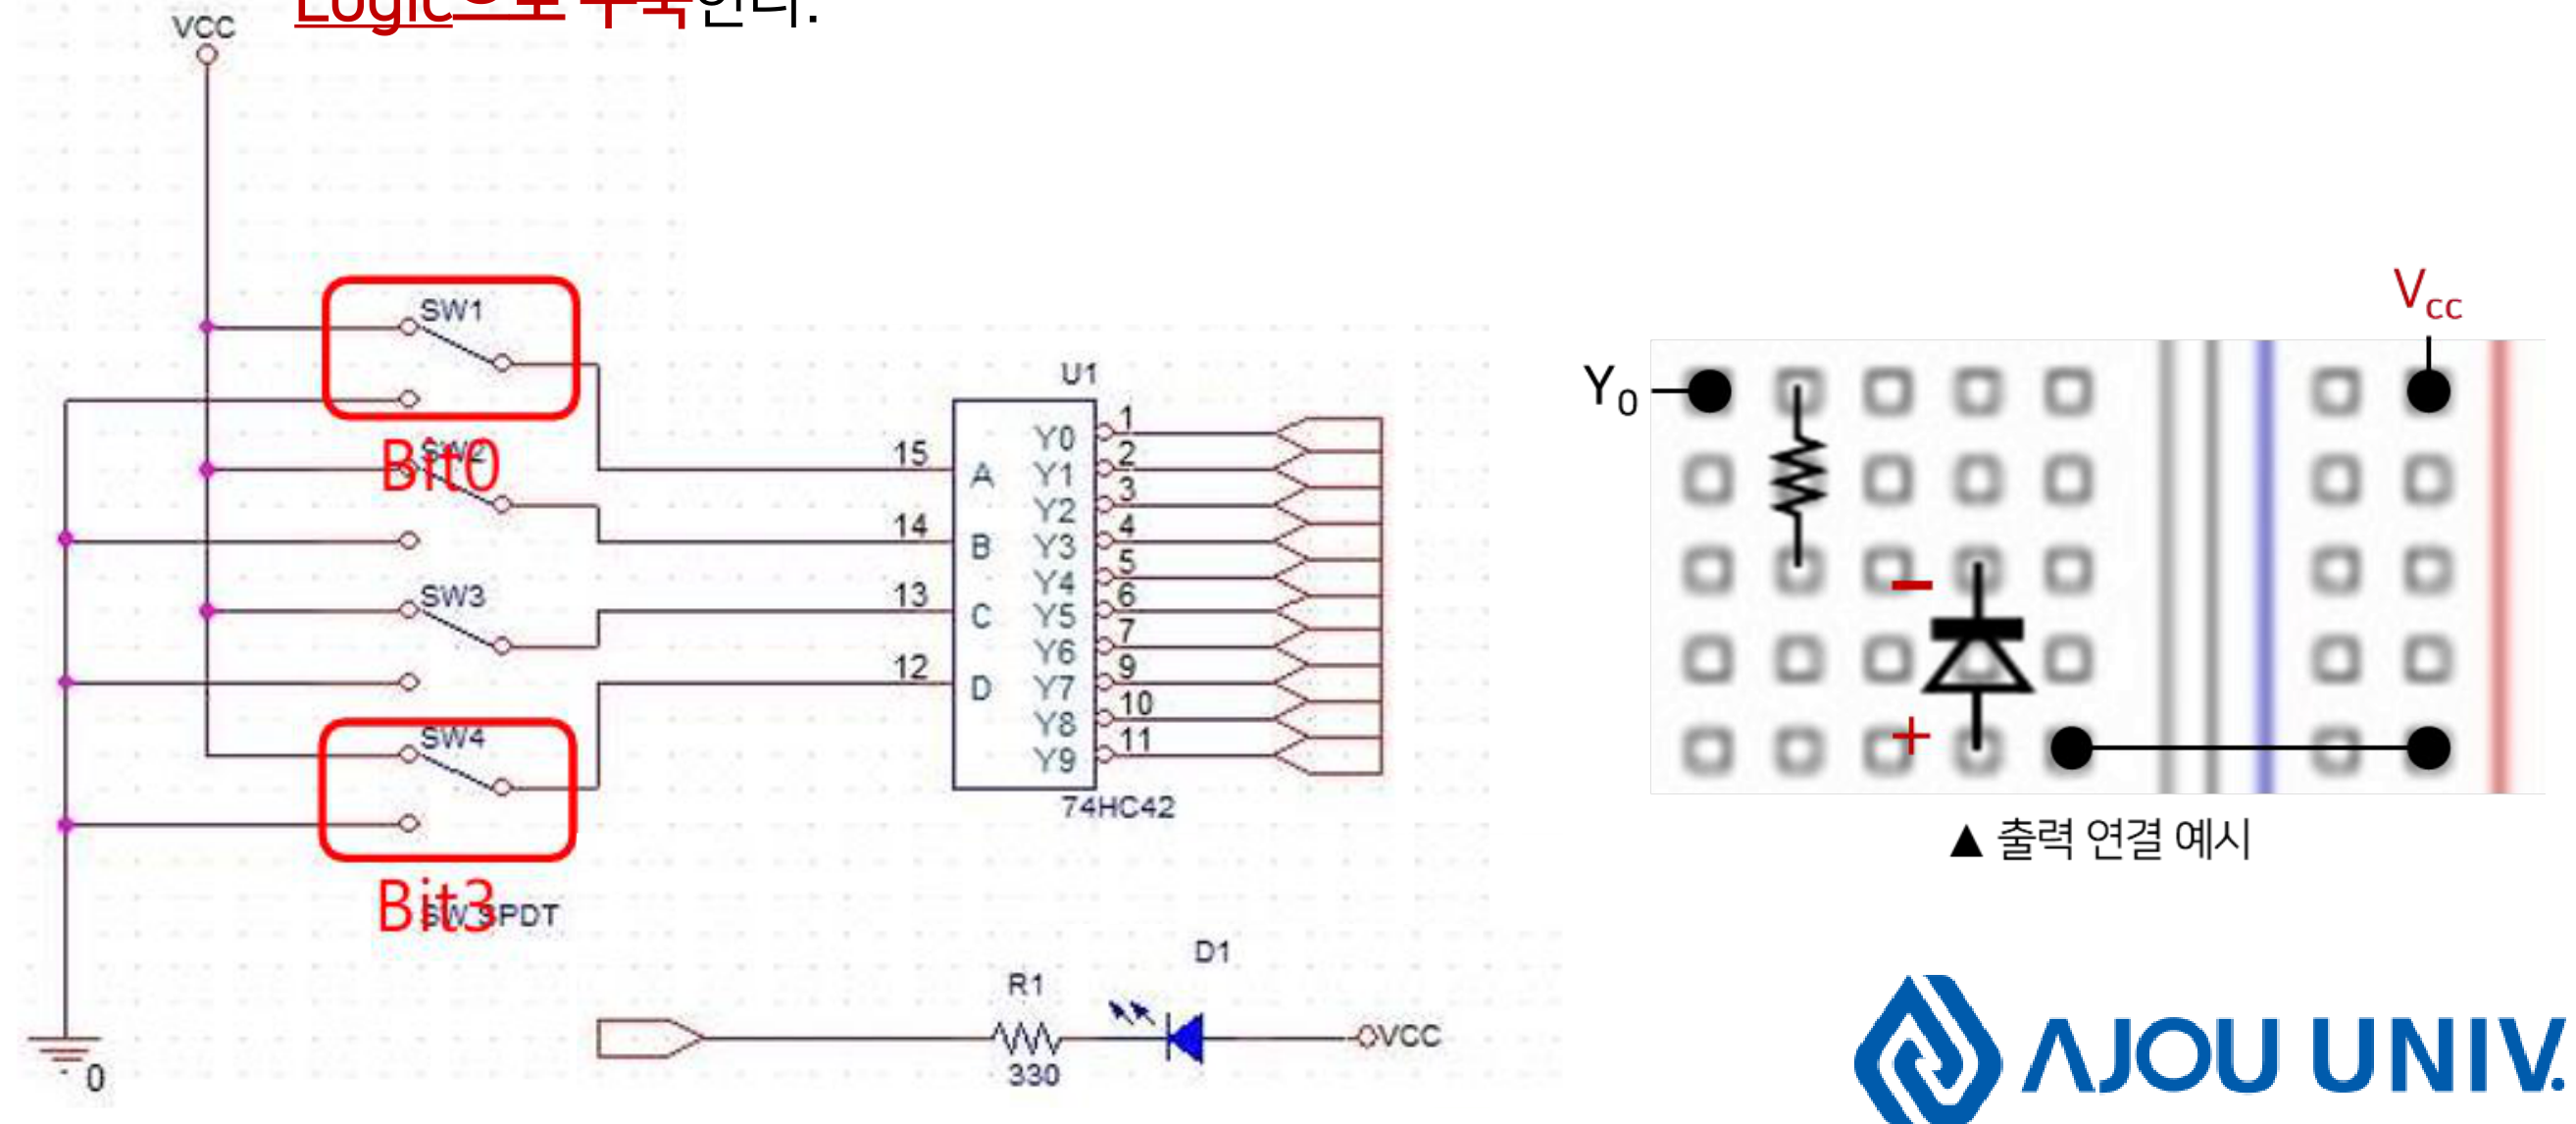 Logic으로 구축한다.
VCC
SW1
Bit0
SW2
SW3
SW4
Bit3
SW SPDT
0
U1
15 A
14 B
13 C
12 D
Y0 1
Y1 2
Y2 3
Y3 4
Y4 5
Y5 6
Y6 7
Y7 9
Y8 10
Y9 11
74HC42
R1
330
D1
VCC
Vcc
Y0
−
+
▲ 출력 연결 예시
AJOU UNIV.